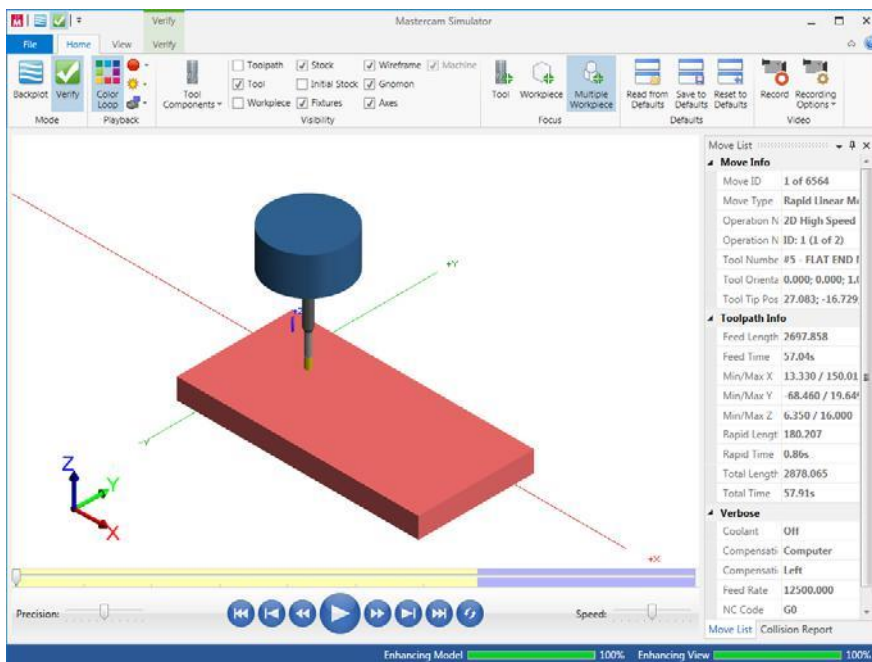 Verify
Mastercam Simulator
File Home View Verify
Backplot Verify
Mode
Color Loop
Playback
Tool Components
Toolpath Stock Wireframe Machine
Tool Initial Stock Gnomon
Workpiece Fixtures Axes
Visibility
Tool Workpiece Multiple Workpiece
Focus
Read from Defaults Save to Defaults Reset to Defaults
Defaults
Record Recording Options
Video
Move List
Move Info
Move ID 1 of 6564
Move Type Rapid Linear M
Operation N 2D High Speed
Operation N ID: 1 (1 of 2)
Tool Numbe #5 - FLAT END
Tool Orienta 0.000; 0.000; 1.0
Tool Tip Pos 27.083; -16.729
Toolpath Info
Feed Length 2697.858
Feed Time 57.04s
Min/Max X 13.330 / 150.01
Min/Max Y -68.460 / 19.64
Min/Max Z 6.350 / 16.000
Rapid Lengt 180.207
Rapid Time 0.86s
Total Length 2878.065
Total Time 57.91s
Verbose
Coolant Off
Compensati Computer
Compensati Left
Feed Rate 12500.000
NC Code G0
Move List Collision Report
+Y
-Y
Z
Y
X
+X
Precision:
Speed:
Enhancing Model 100% Enhancing View 100%